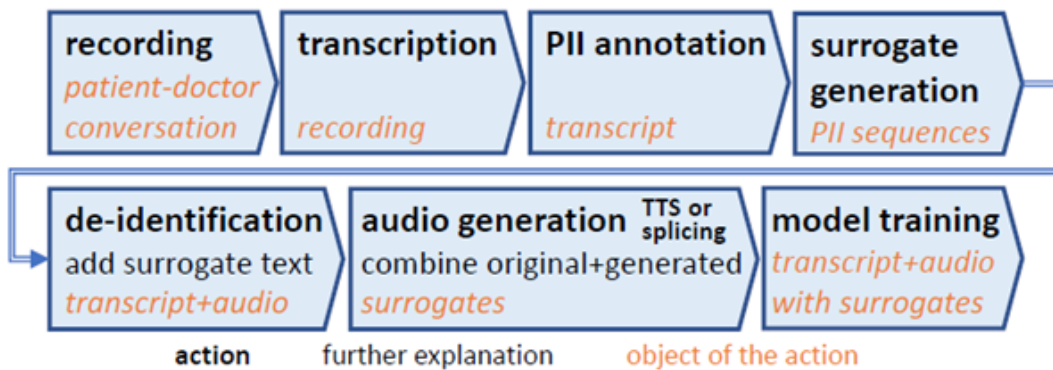 recording
patient-doctor
conversation
transcription
recording
PII annotation
transcript
surrogate
generation
PII sequences
de-identification
add surrogate text
transcript+audio
audio generation TTS or
splicing
combine original+generated
surrogates
model training
transcript+audio
with surrogates
action further explanation object of the action